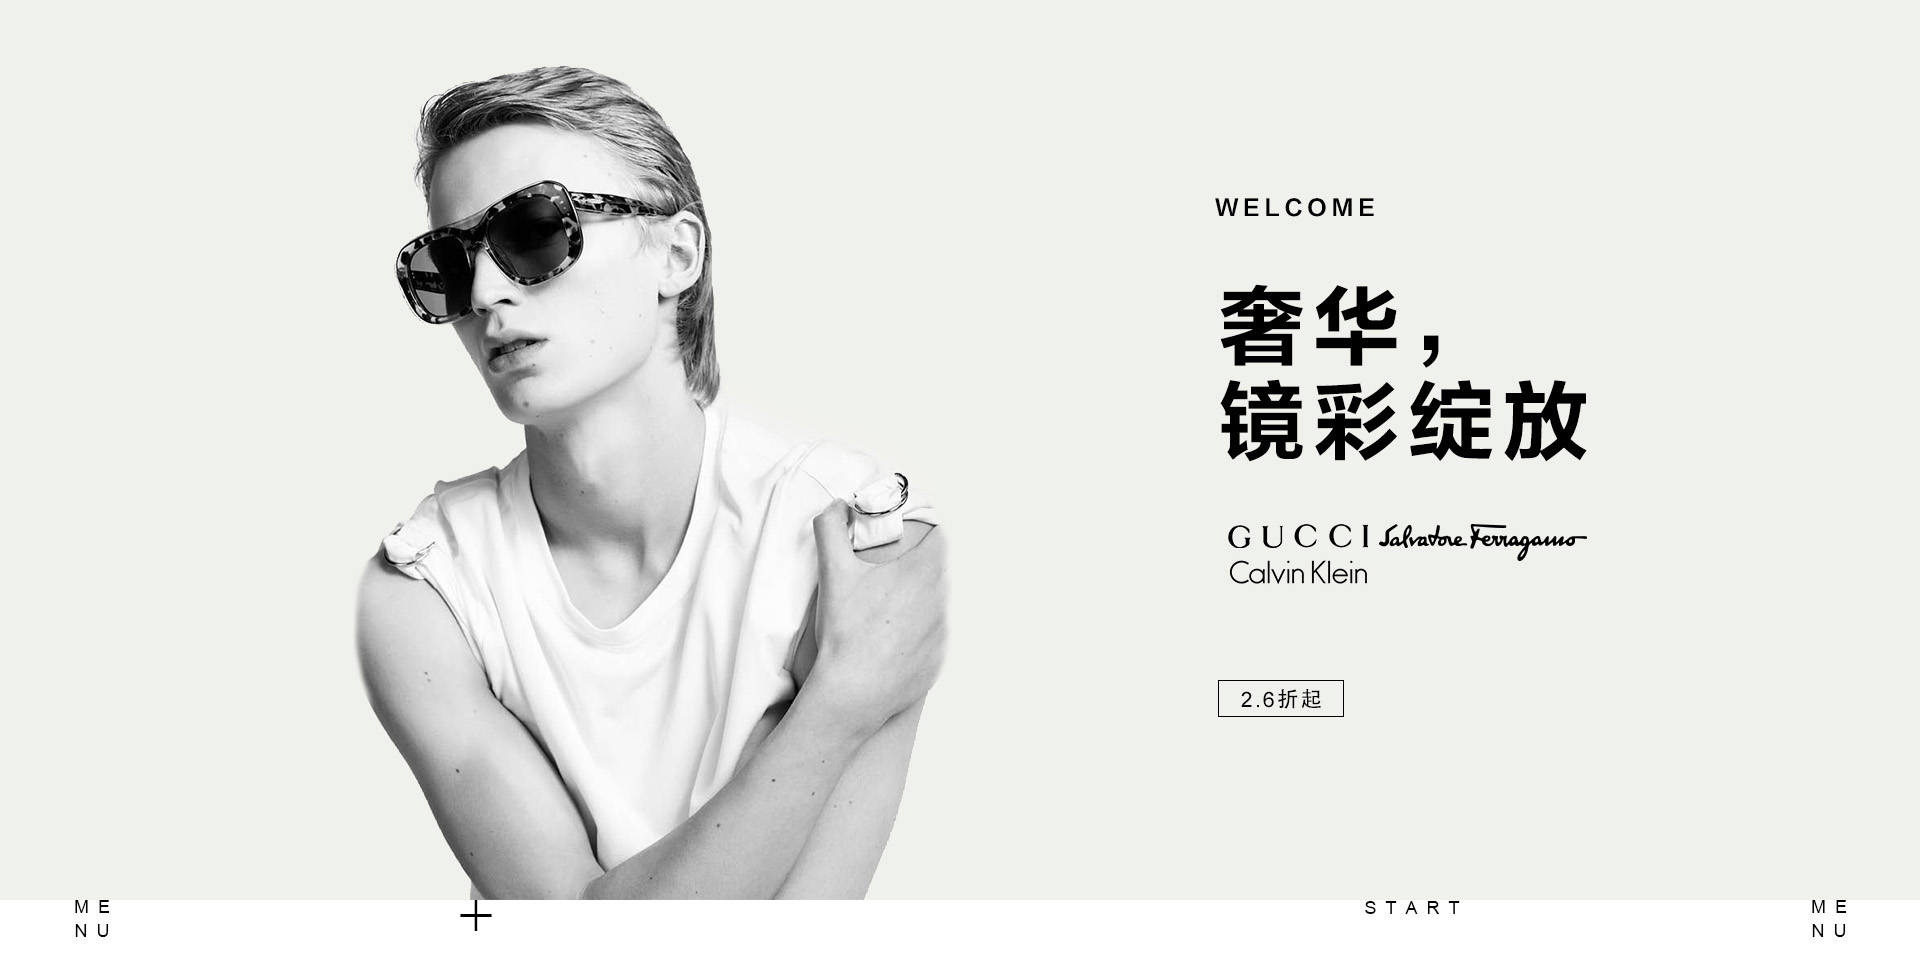 WELCOME
奢华，
镜彩绽放
GUCCI Salvatore Ferragamo
Calvin Klein
2.6折起
ME
NU
START
ME
NU